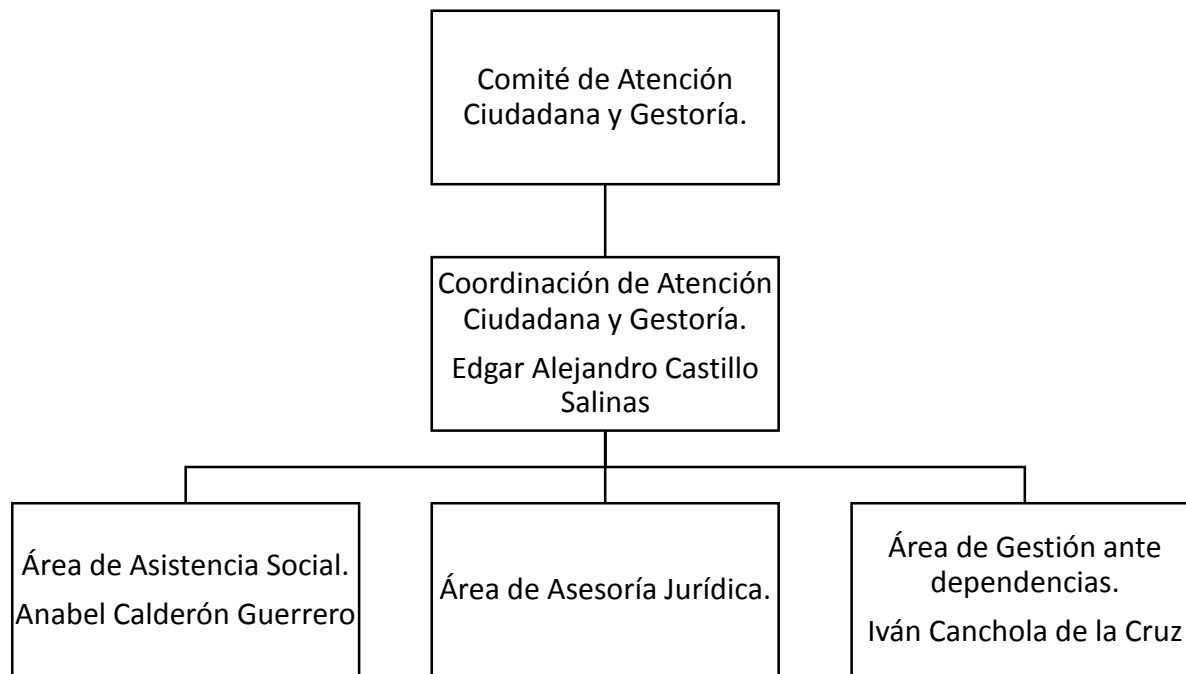 Comité de Atención
Ciudadana y Gestoría.
Coordinación de Atención
Ciudadana y Gestoría.
Edgar Alejandro Castillo
Salinas
Área de Asistencia Social.
Anabel Calderón Guerrero
Área de Asesoría Jurídica.
Área de Gestión ante
dependencias.
Iván Canchola de la Cruz